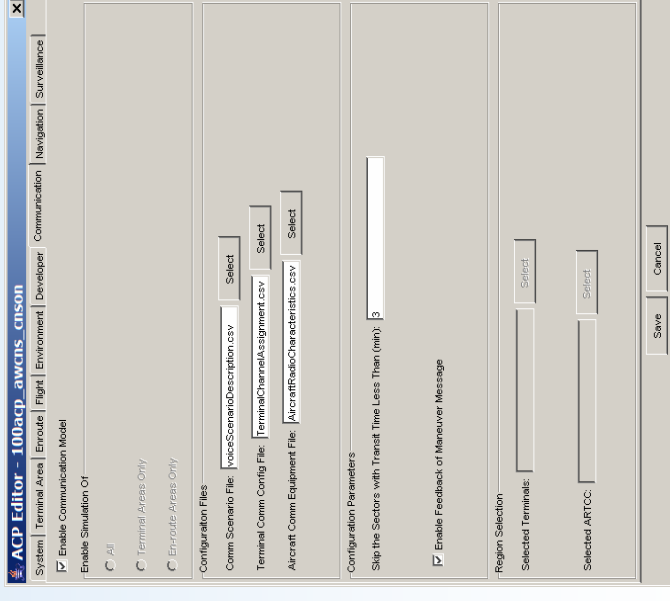 ACP Editor - 100acp_awcns_cnson
System Terminal Area Enroute Flight Environment Developer Communication Navigation Surveillance
Enable Communication Model
Enable Simulation Of
All
Terminal Areas Only
En-route Areas Only
Configuraiton Files
Comm Scenario File: voiceScenarioDescription.csv Select
Terminal Comm Config File: TerminalChannelAssignment.csv Select
Aircraft Comm Equipment File: AircraftRadioCharacteristics.csv Select
Configuration Parameters
Skip the Sectors with Transit Time Less Than (min): 3
Enable Feedback of Maneuver Message
Region Selection
Selected Terminals: Select
Selected ARTCC: Select
Save Cancel